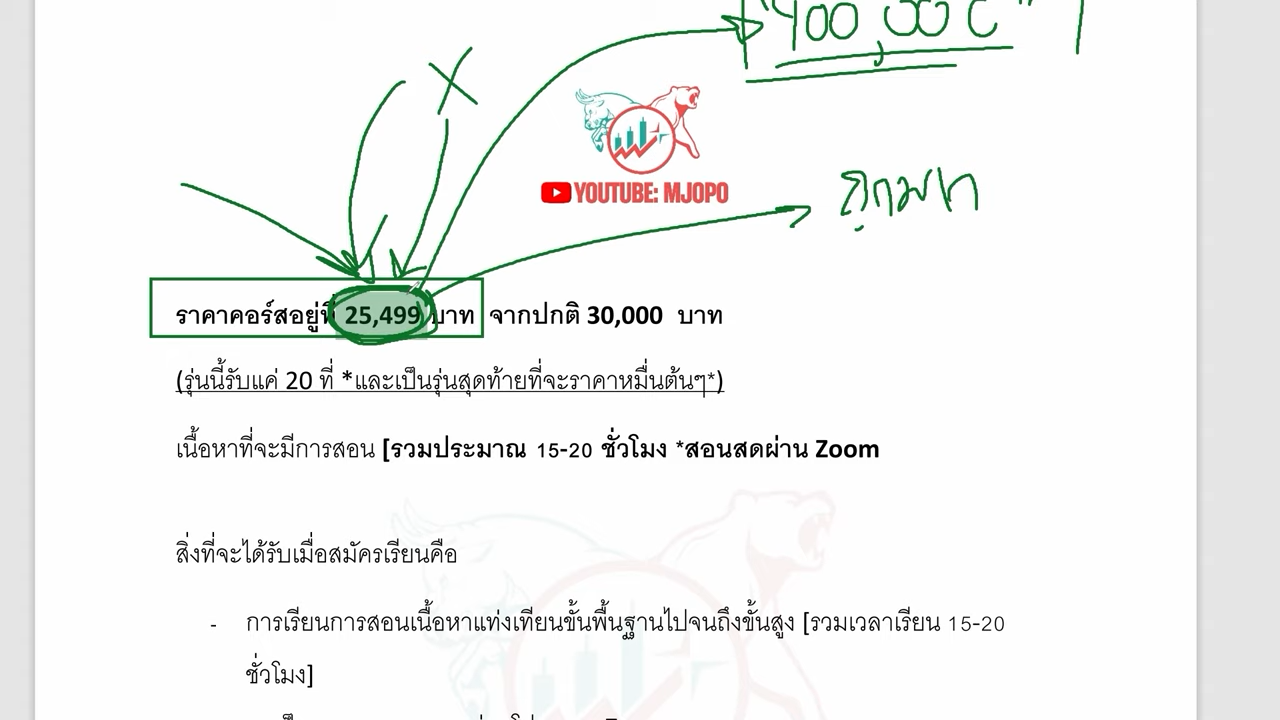 "400,000"
YOUTUBE: MJOPO
ถูกมาก
ราคาคอร์สอยู่ที่ 25,499 บาท จากปกติ 30,000 บาท
(รุ่นนี้รับแค่ 20 ที่ *และเป็นรุ่นสุดท้ายที่จะราคาหมื่นต้นๆ*)
เนื้อหาที่จะมีการสอน [รวมประมาณ 15-20 ชั่วโมง *สอนสดผ่าน Zoom
สิ่งที่จะได้รับเมื่อสมัครเรียนคือ
- การเรียนการสอนเนื้อหาแท่งเทียนขั้นพื้นฐานไปจนถึงขั้นสูง [รวมเวลาเรียน 15-20
ชั่วโมง]